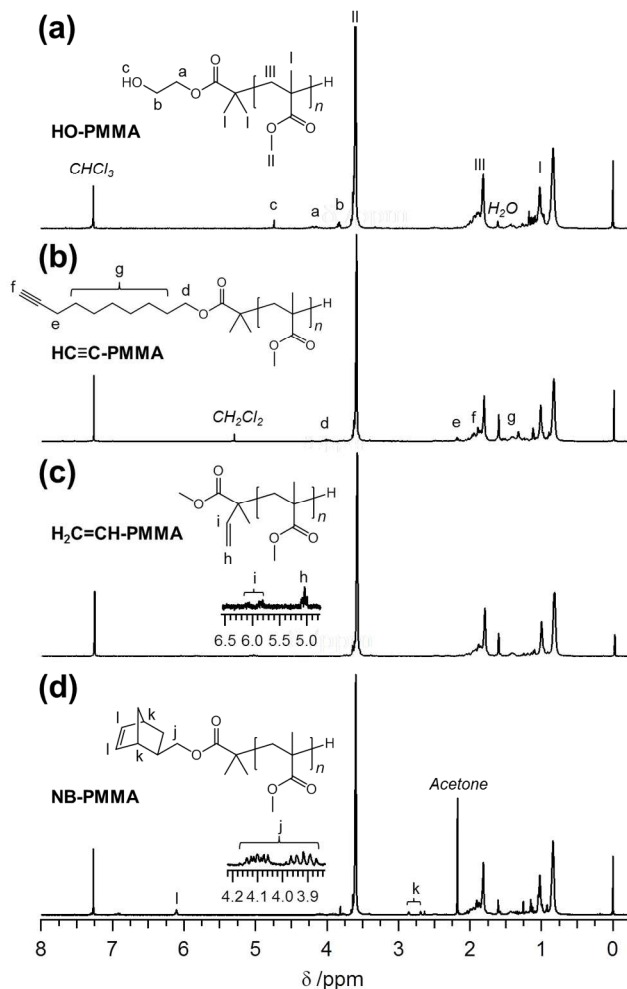 (a)
II
c
HO
a
b
O
O
III
I
H
n
I
I
O
O
II
HO-PMMA
CHCl3
c
a
b
III
H2O
I
(b)
g
f
d
e
O
O
H
n
O
O
HC≡C-PMMA
CH2Cl2
d
e
f
g
(c)
O
O
H
n
i
h
O
O
H2C=CH-PMMA
i
h
6.5 6.0 5.5 5.0
(d)
l
l
k
k
j
O
O
H
n
O
O
NB-PMMA
j
4.2 4.1 4.0 3.9
Acetone
l
k
8 7 6 5 4 3 2 1 0
δ /ppm